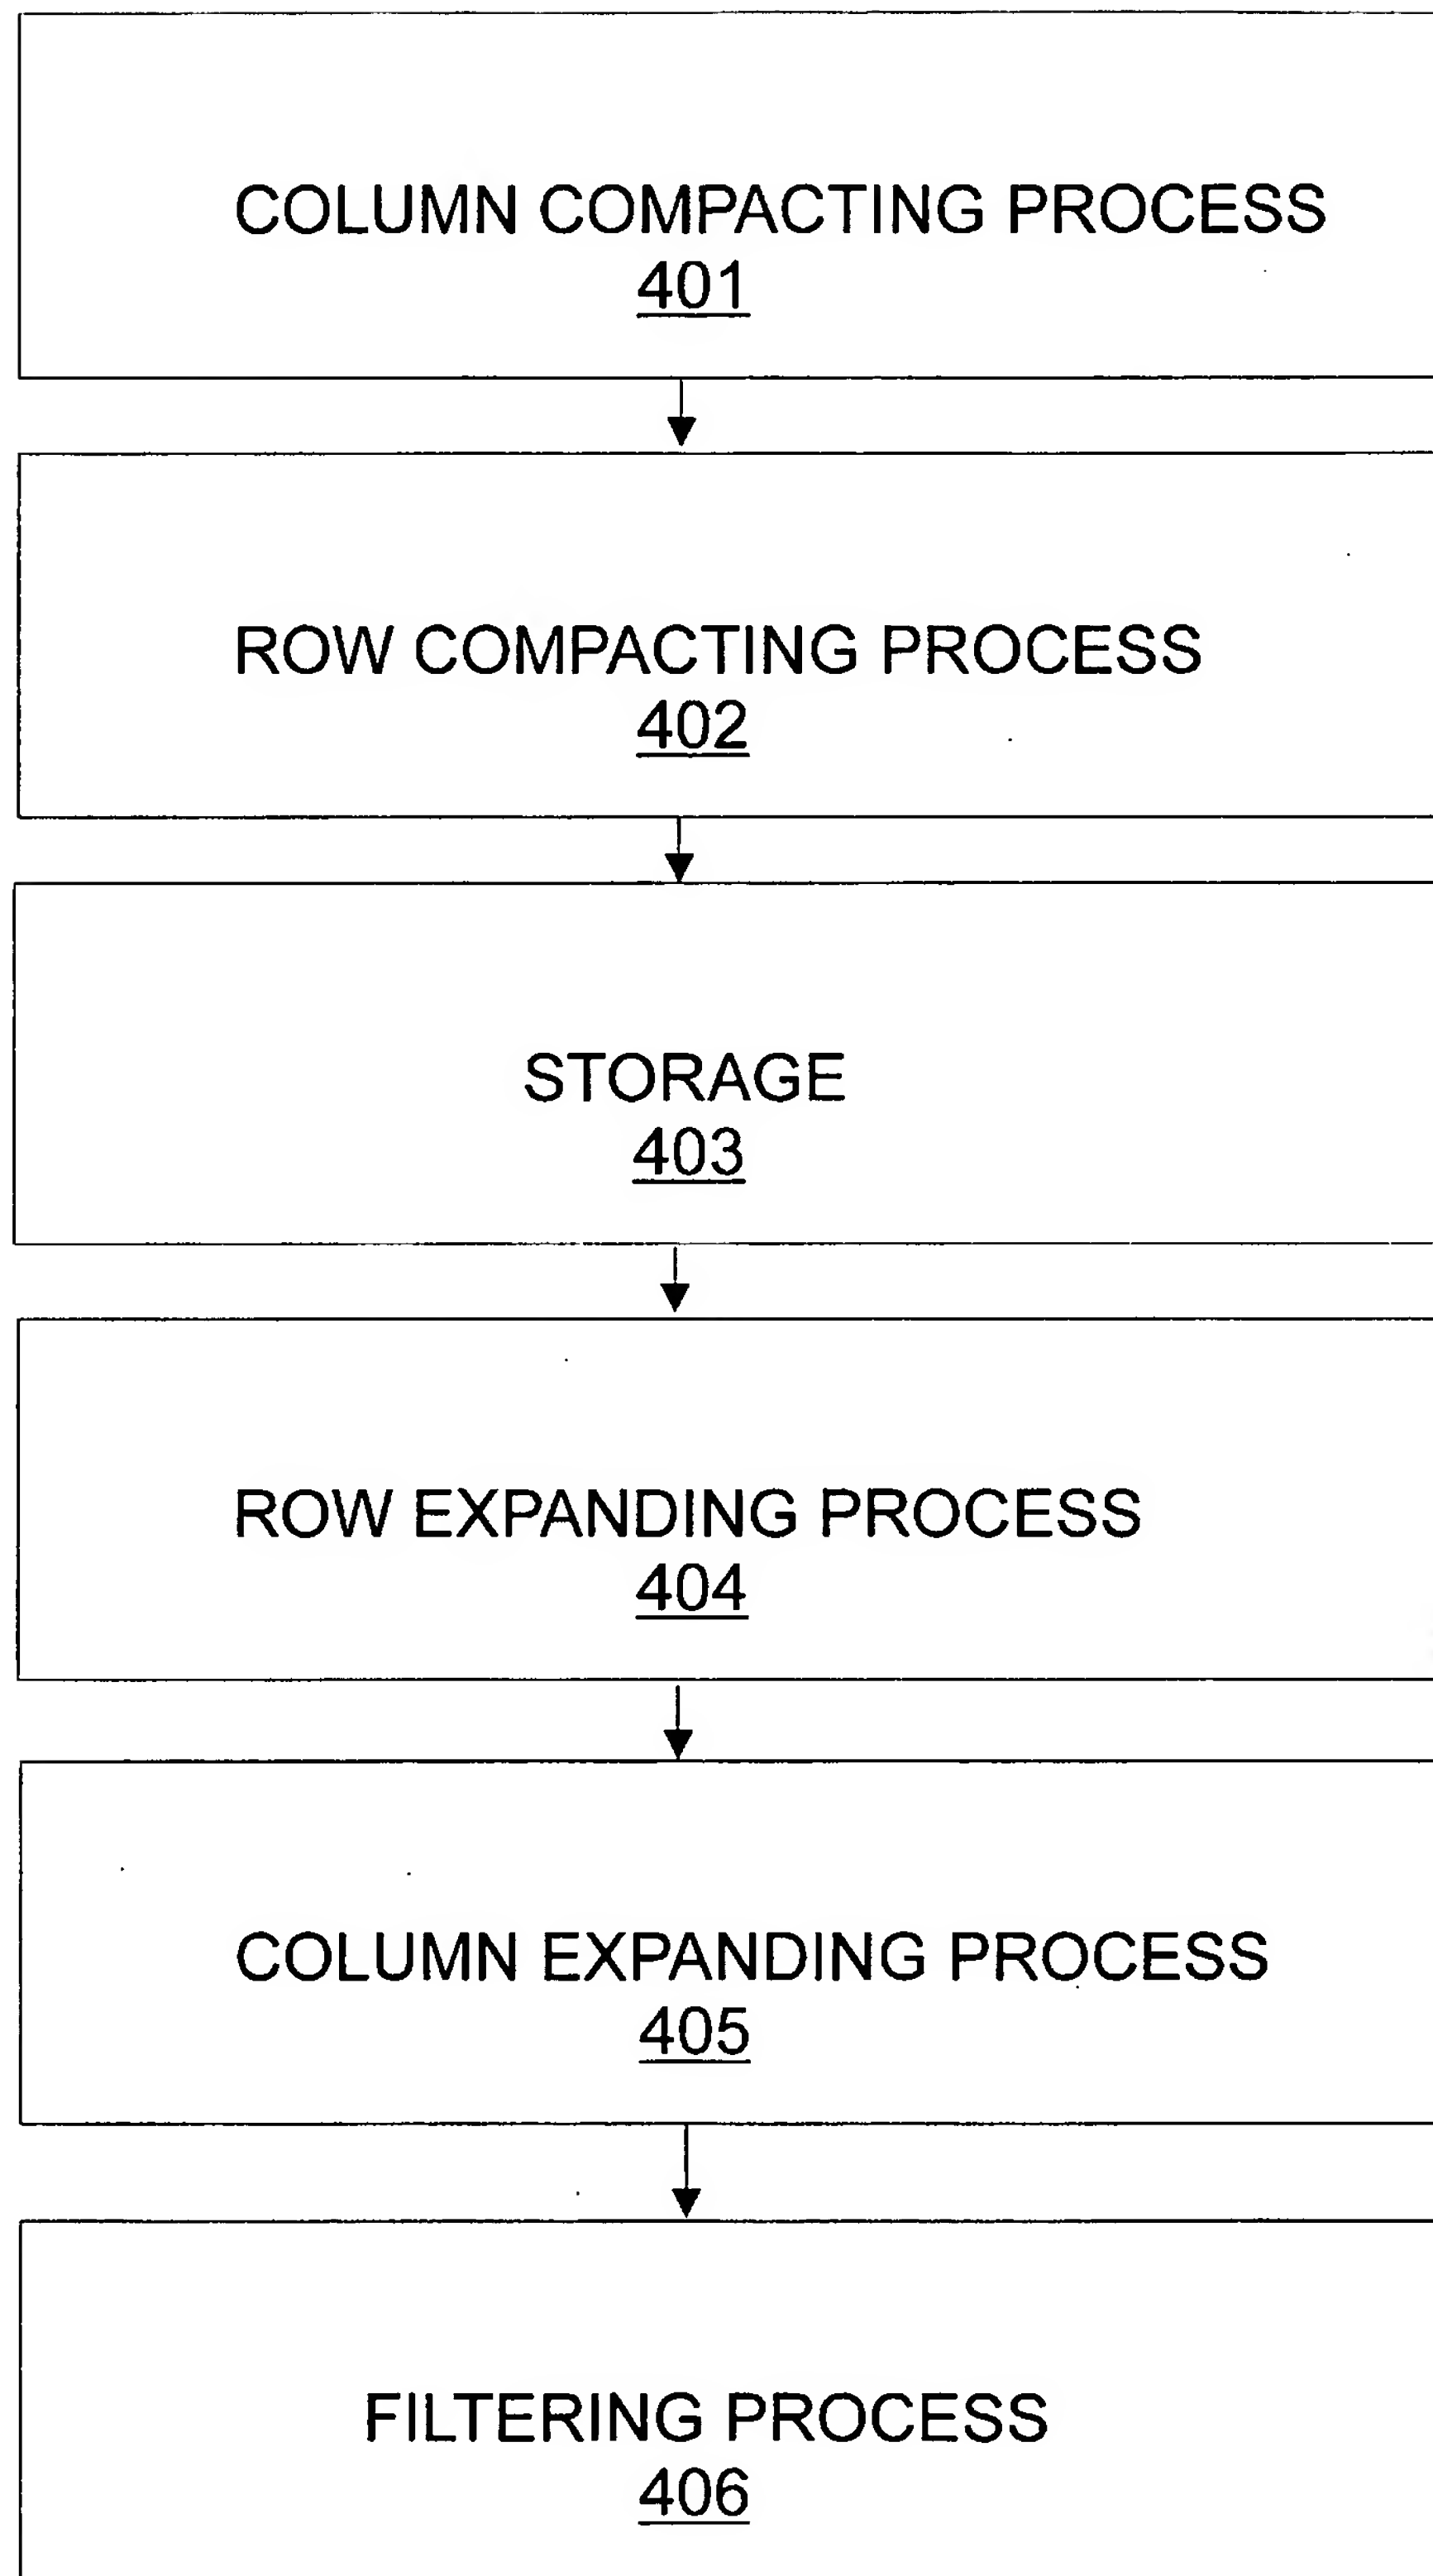 COLUMN COMPACTING PROCESS
401
ROW COMPACTING PROCESS
402
STORAGE
403
ROW EXPANDING PROCESS
404
COLUMN EXPANDING PROCESS
405
FILTERING PROCESS
406